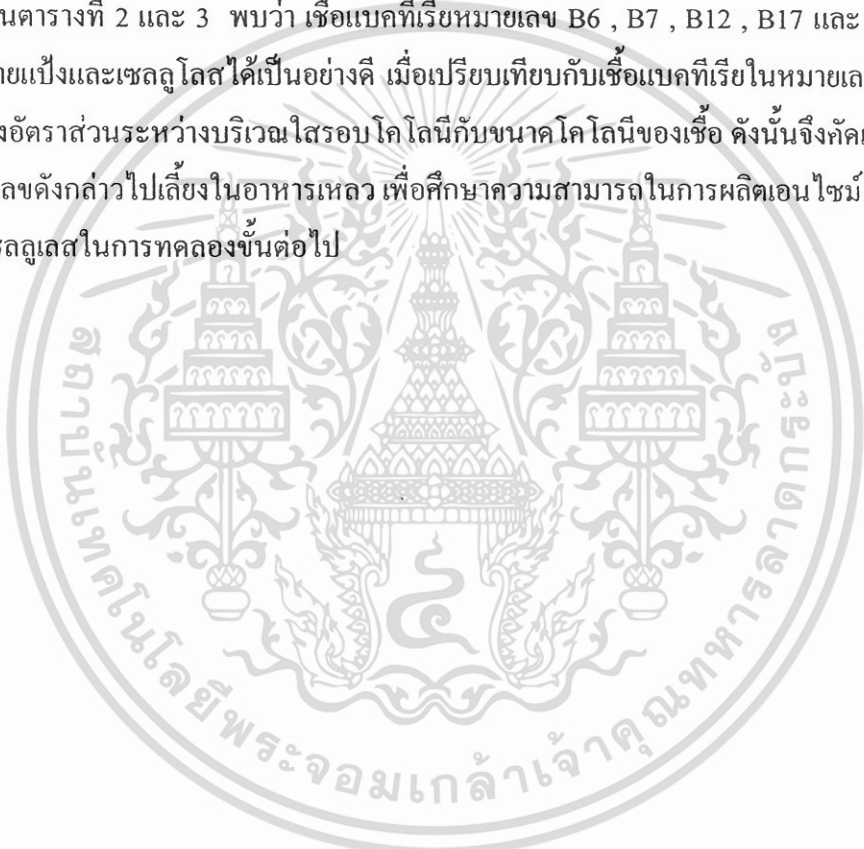 นตารางที่ 2 และ 3 พบว่า เชื้อแบคทีเรียหมายเลข B6 , B7 , B12 , B17 และ
ายแป้งและเซลลูโลสได้เป็นอย่างดี เมื่อเปรียบเทียบกับเชื้อแบคทีเรียในหมายเล
งอัตราส่วนระหว่างบริเวณใสรอบโคโลนีกับขนาดโคโลนีของเชื้อ ดังนั้นจึงคัดเ
เลขดังกล่าวไปเลี้ยงในอาหารเหลว เพื่อศึกษาความสามารถในการผลิตเอนไซม์
ซลลูเลสในการทดลองขั้นต่อไป
สถาบันเทคโนโลยีพระจอมเกล้าเจ้าคุณทหารลาดกระบัง